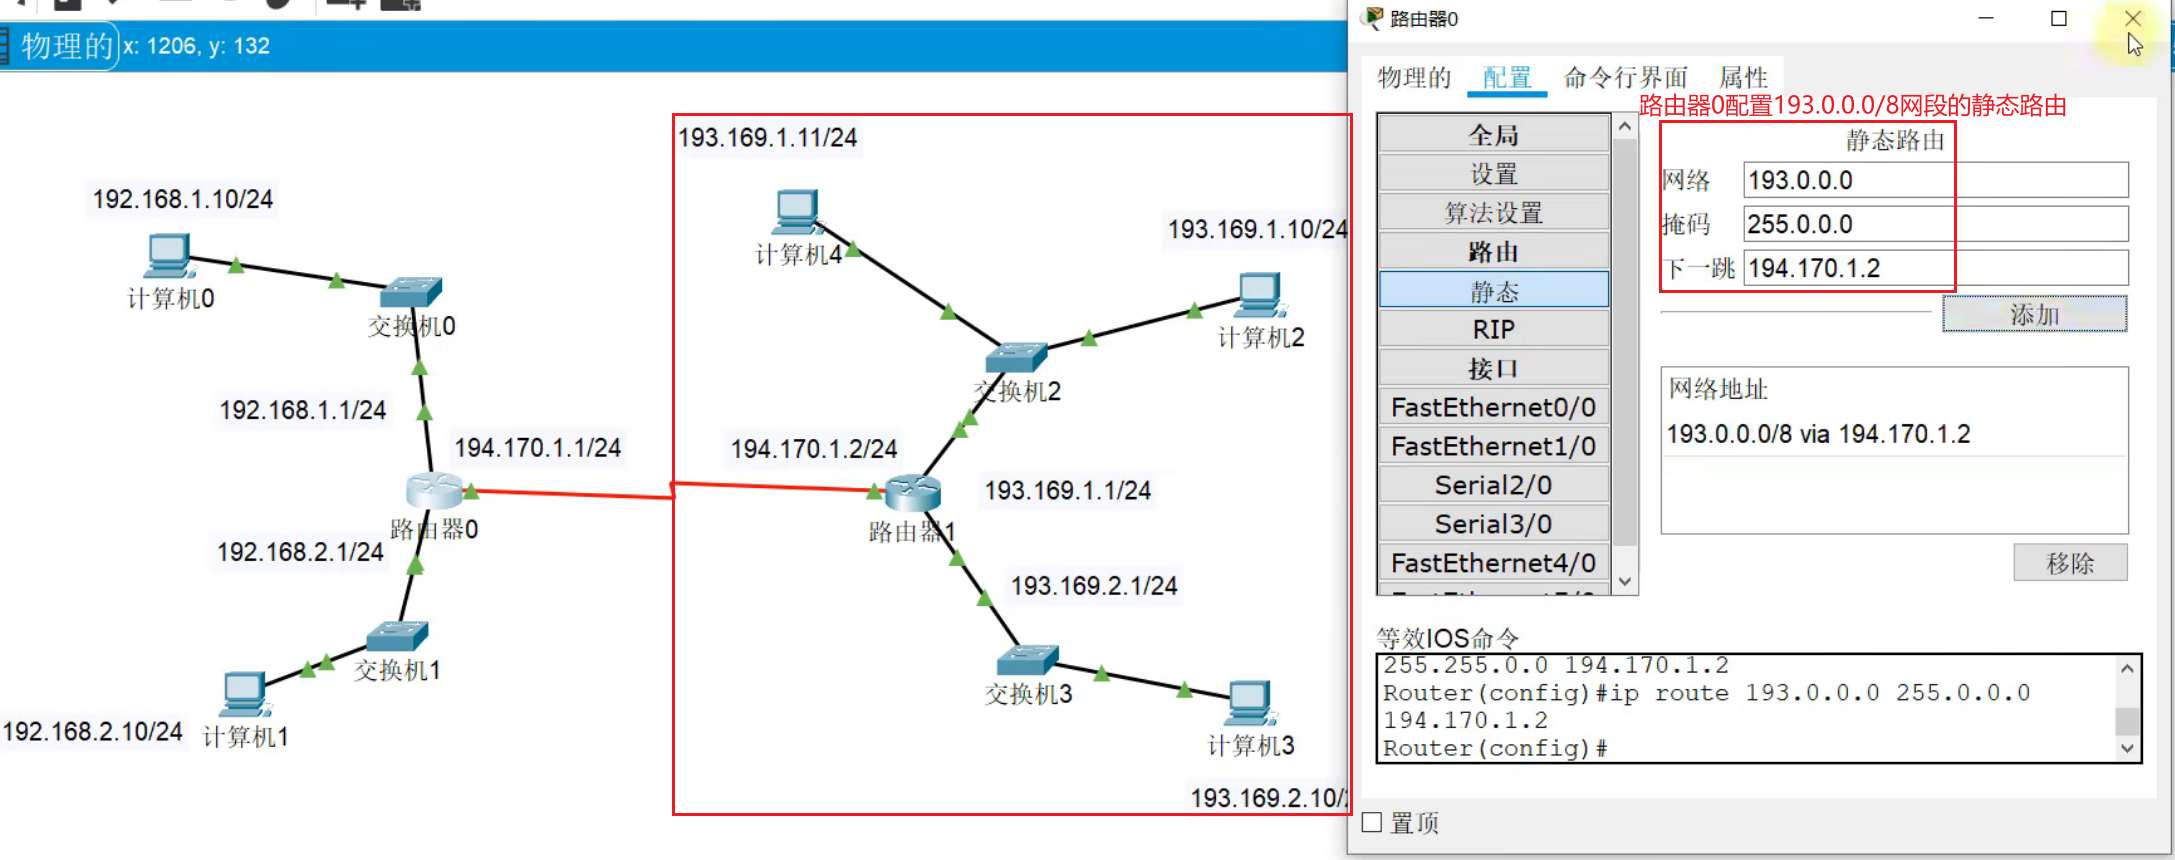 物理的 x: 1206, y: 132
193.169.1.11/24
192.168.1.10/24
193.169.1.10/24
计算机4
计算机0
交换机0
计算机2
交换机2
192.168.1.1/24
194.170.1.1/24
194.170.1.2/24
193.169.1.1/24
路由器0
路由器1
192.168.2.1/24
193.169.2.1/24
交换机1
交换机3
192.168.2.10/24
计算机1
计算机3
193.169.2.10/
路由器0
物理的 配置 命令行界面 属性
路由器0配置193.0.0.0/8网段的静态路由
全局
设置
算法设置
路由
静态
RIP
接口
FastEthernet0/0
FastEthernet1/0
Serial2/0
Serial3/0
FastEthernet4/0
静态路由
网络 193.0.0.0
掩码 255.0.0.0
下一跳 194.170.1.2
添加
网络地址
193.0.0.0/8 via 194.170.1.2
移除
等效IOS命令
255.255.0.0 194.170.1.2
Router(config)#ip route 193.0.0.0 255.0.0.0
194.170.1.2
Router(config)#
置顶